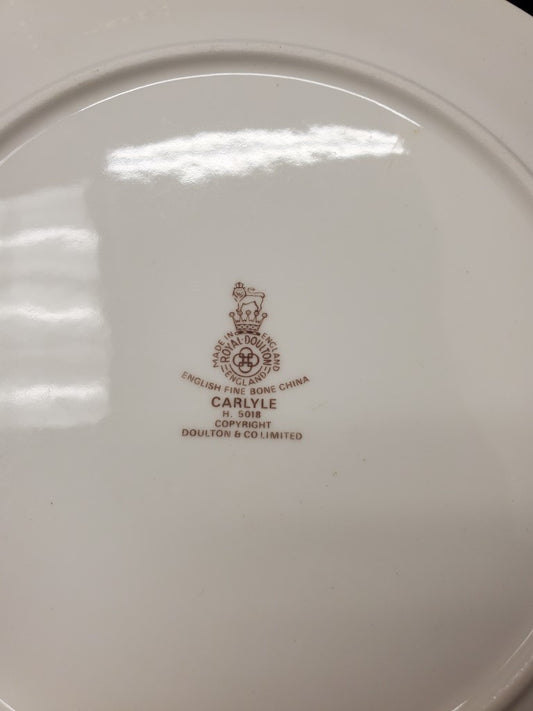 MADE IN ENGLAND
ROYAL·DOULTON
ENGLAND
ENGLISH FINE BONE CHINA
CARLYLE
H. 5018
COPYRIGHT
DOULTON & CO LIMITED